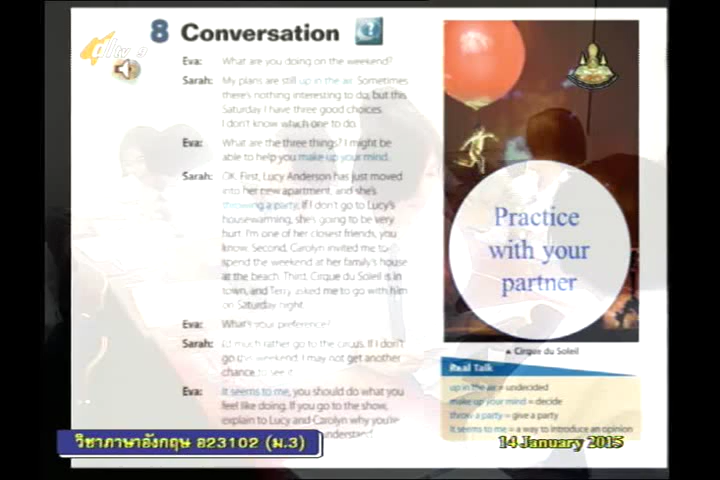 8 Conversation
Eva: What are you doing on the weekend?
Sarah: My plans are still up in the air. Sometimes
there's nothing interesting to do, but this
Saturday I have three good choices.
I don't know which one to do.
Eva: What are the three things? I might be
able to help you make up your mind.
Sarah: OK. First, Lucy Anderson has just moved
into her new apartment, and she's
throwing a party. If I don't go to Lucy's
housewarming, she's going to be very
hurt. I'm one of her closest friends, you
know. Second, Carolyn invited me to
spend the weekend at her family's house
at the beach. Third, Cirque du Soleil is in
town, and Terry asked me to go with him
on Saturday night.
Eva: What's your preference?
Sarah: I'd much rather go to the circus. If I don't
go this weekend, I may not get another
chance to see it.
Eva: It seems to me, you should do what you
feel like doing. If you go to the show,
explain to Lucy and Carolyn why you're
understand.
Practice
with your
partner
▲ Cirque du Soleil
Real Talk
up in the air = undecided
make up your mind = decide
throw a party = give a party
It seems to me = a way to introduce an opinion
วิชาภาษาอังกฤษ อ23102 (ม.3)
14 January 2015